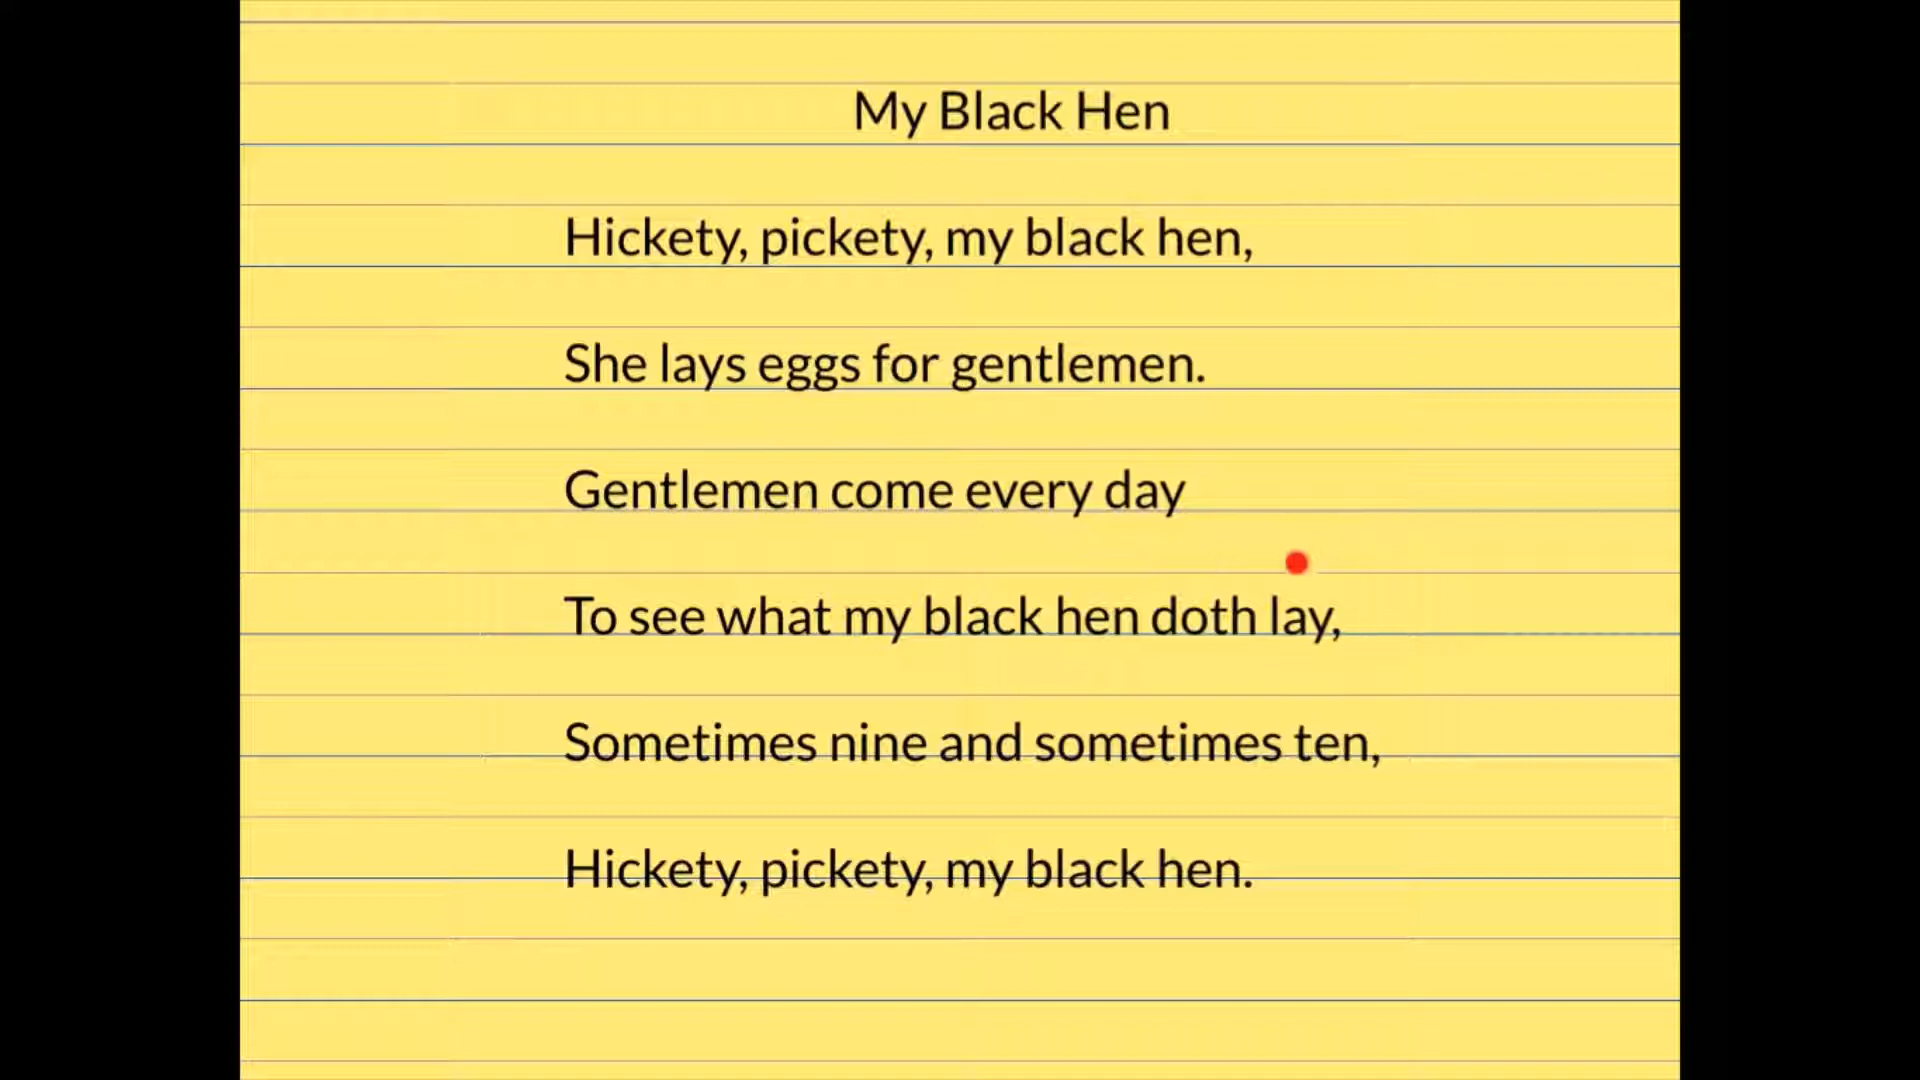 My Black Hen
Hickety, pickety, my black hen,
She lays eggs for gentlemen.
Gentlemen come every day
To see what my black hen doth lay,
Sometimes nine and sometimes ten,
Hickety, pickety, my black hen.